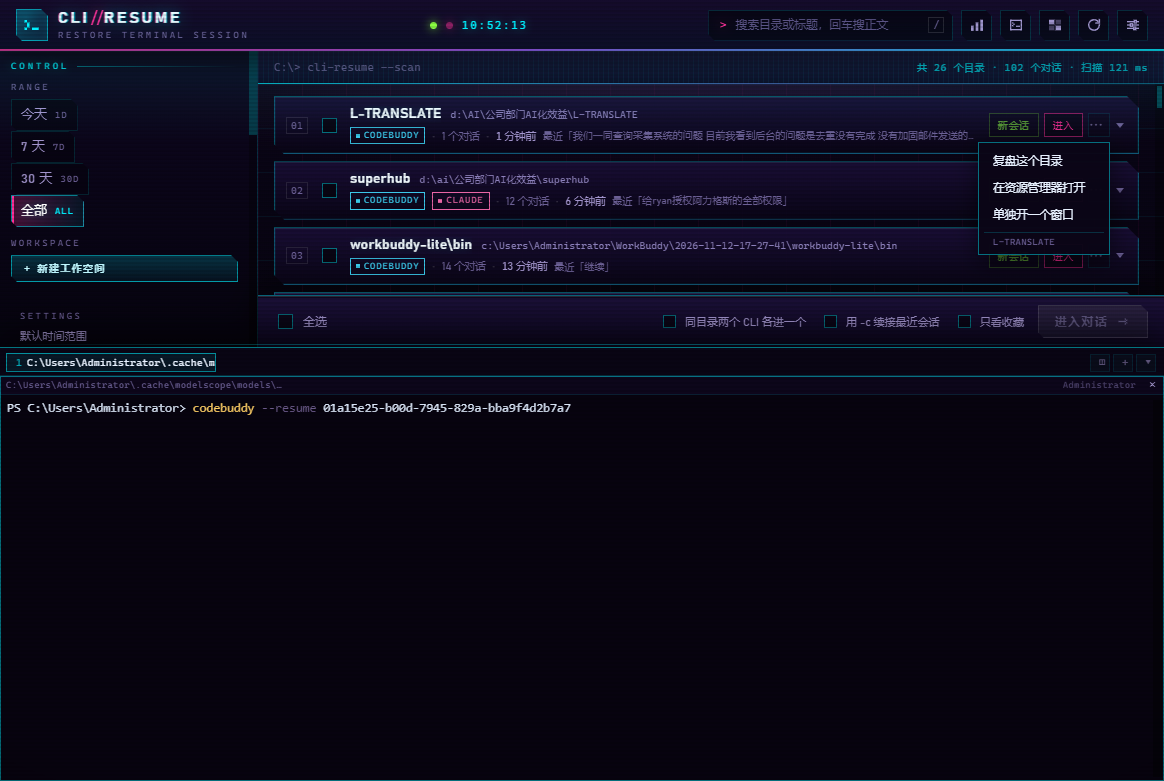 CLI//RESUME
RESTORE TERMINAL SESSION
10:52:13
> 搜索目录或标题，回车搜正文 /
CONTROL
RANGE
今天 1D
7 天 7D
30 天 30D
全部 ALL
WORKSPACE
+ 新建工作空间
SETTINGS
默认时间范围
C:\> cli-resume --scan
共 26 个目录 · 102 个对话 · 扫描 121 ms
01
L-TRANSLATE d:\AI\公司部门AI化效益\L-TRANSLATE
CODEBUDDY · 1 个对话 · 1 分钟前 最近「我们一同查询采集系统的问题 目前我看到后台的问题是去重没有完成 没有加固邮件发送的…
新会话 进入 ···
复盘这个目录
在资源管理器打开
单独开一个窗口
L-TRANSLATE
02
superhub d:\ai\公司部门AI化效益\superhub
CODEBUDDY CLAUDE · 12 个对话 · 6 分钟前 最近「给ryan授权阿力格斯的全部权限」
03
workbuddy-lite\bin c:\Users\Administrator\WorkBuddy\2026-11-12-17-27-41\workbuddy-lite\bin
CODEBUDDY · 14 个对话 · 13 分钟前 最近「继续」
新会话 进入 ···
全选
同目录两个 CLI 各进一个 用 -c 续接最近会话 只看收藏 进入对话
1 C:\Users\Administrator\.cache\m
C:\Users\Administrator\.cache\modelscope\models\…
Administrator ×
PS C:\Users\Administrator> codebuddy --resume 01a15e25-b00d-7945-829a-bba9f4d2b7a7